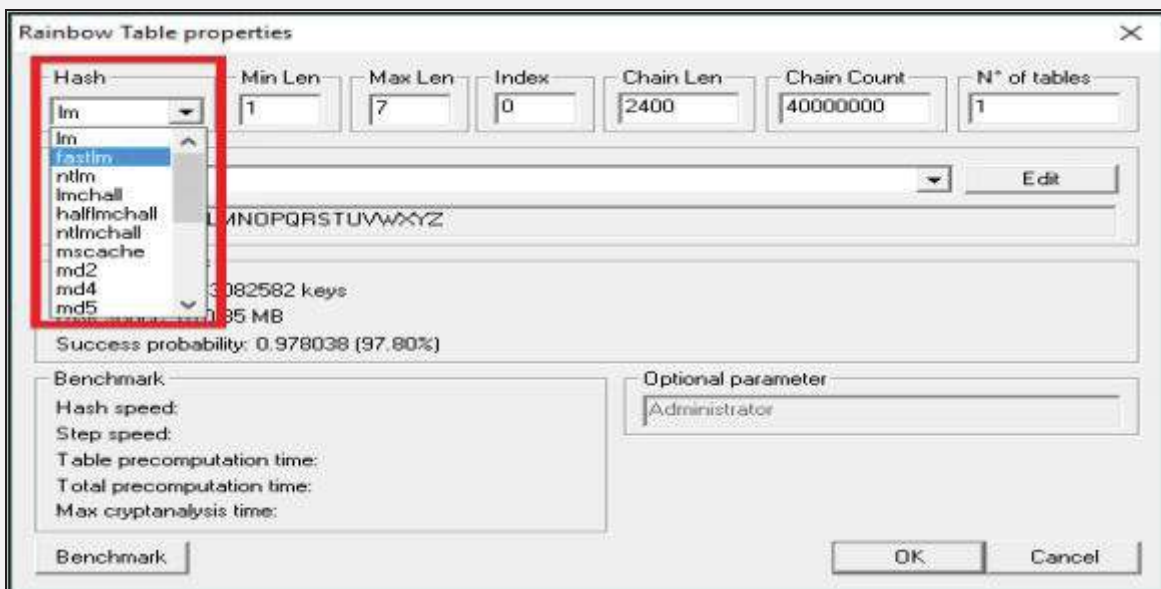 Rainbow Table properties
Hash Min Len Max Len Index Chain Len Chain Count N° of tables
lm 1 7 0 2400 40000000 1
lm
fastlm
ntlm
lmchall
halflmchall
ntlmchall
mscache
md2
md4
md5
Edit
MNOPQRSTUVWXYZ
3082582 keys
85 MB
Success probability: 0.978038 (97.80%)
Benchmark
Hash speed:
Step speed:
Table precomputation time:
Total precomputation time:
Max cryptanalysis time:
Optional parameter
Administrator
Benchmark OK Cancel